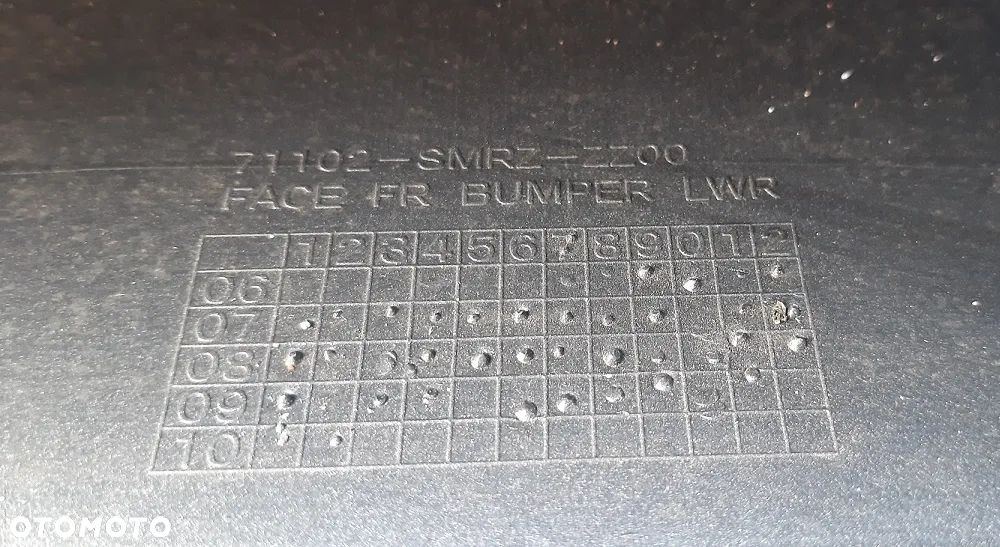 71102-SMRZ-ZZ00
FACE FR BUMPER LWR
1 2 3 4 5 6 7 8 9 0 1 2
06
07
08
09
10
OTOMOTO